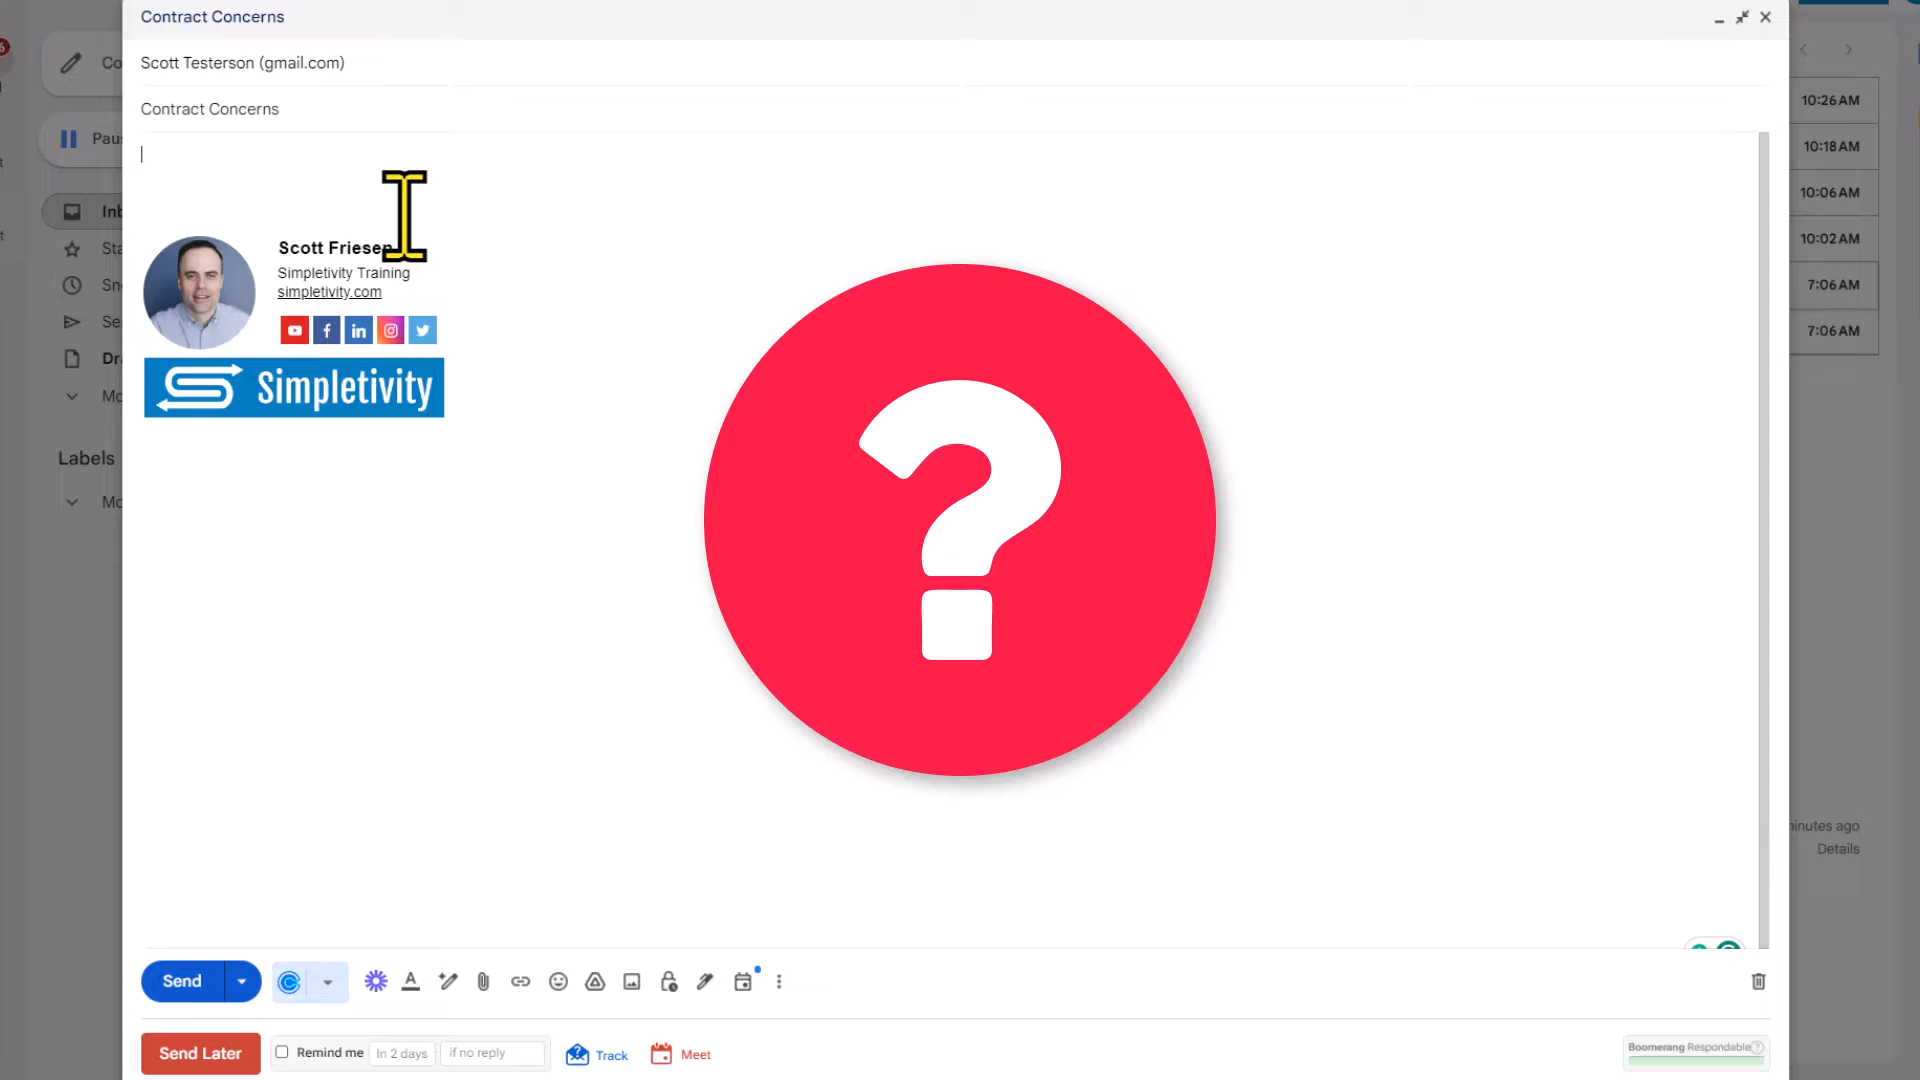 Contract Concerns
Scott Testerson (gmail.com)
Contract Concerns
Scott Friesen
Simpletivity Training
simpletivity.com
Simpletivity
?
Labels
10:26 AM
10:18 AM
10:06 AM
10:02 AM
7:06 AM
7:06 AM
inutes ago
Details
Send
Send Later
Remind me
In 2 days
if no reply
Track
Meet
Boomerang Respondable